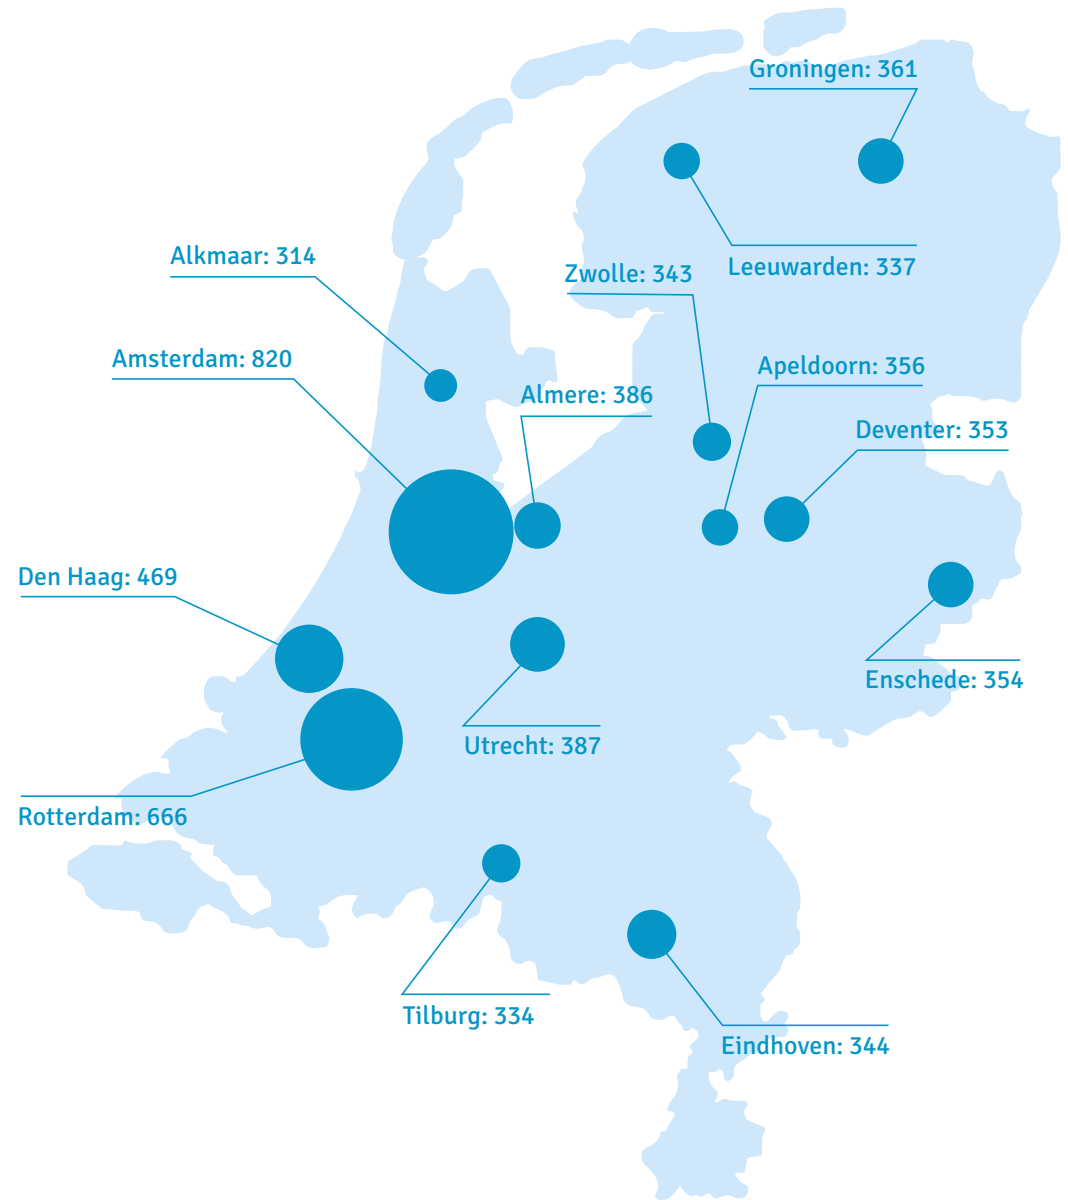 Groningen: 361
Alkmaar: 314
Leeuwarden: 337
Zwolle: 343
Amsterdam: 820
Apeldoorn: 356
Almere: 386
Deventer: 353
Den Haag: 469
Enschede: 354
Utrecht: 387
Rotterdam: 666
Tilburg: 334
Eindhoven: 344